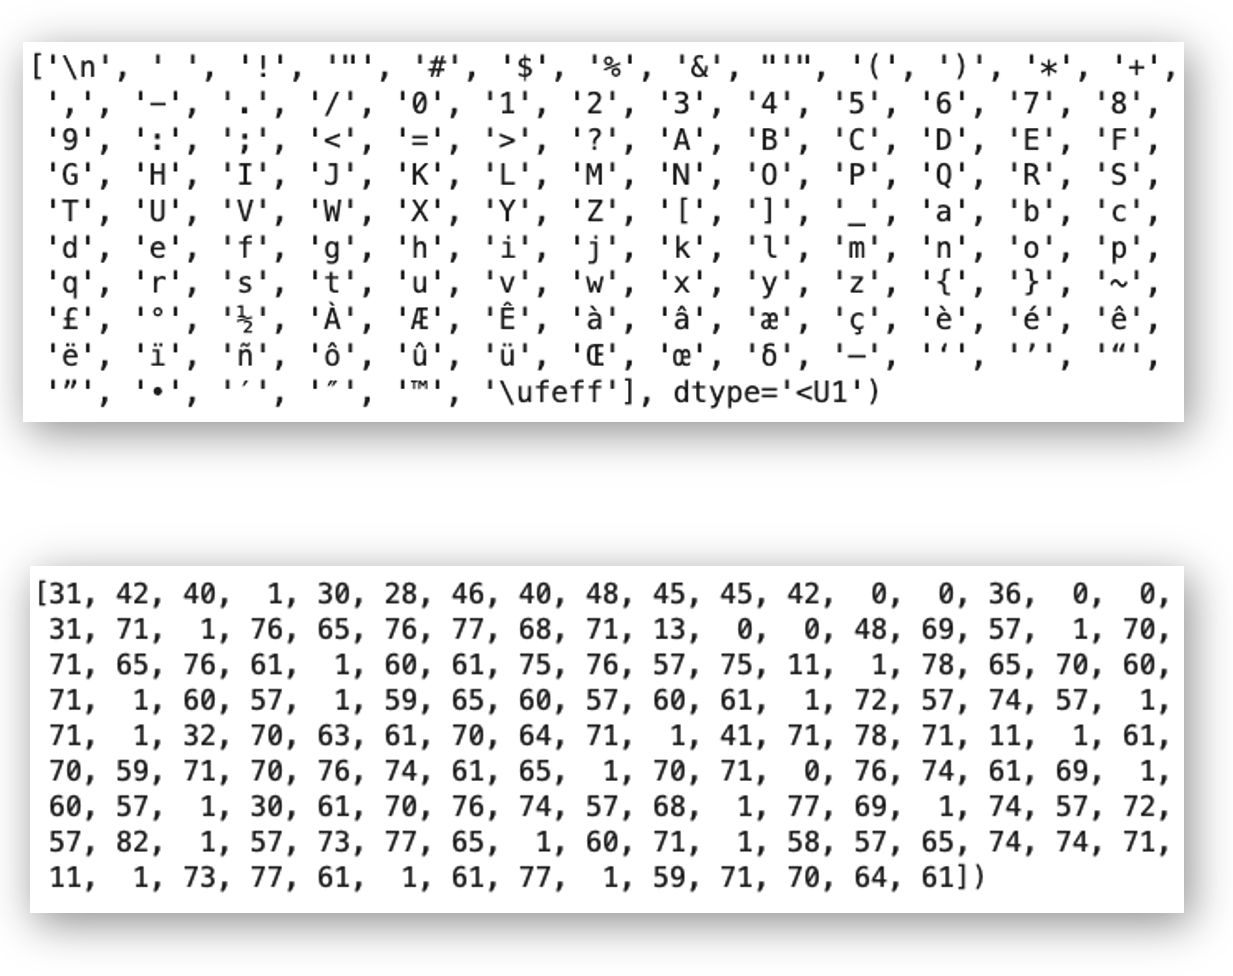 ['\n', ' ', '!', '"', '#', '$', '%', '&', "'", '(', ')', '*', '+',
',', '-', '.', '/', '0', '1', '2', '3', '4', '5', '6', '7', '8',
'9', ':', ';', '<', '=', '>', '?', 'A', 'B', 'C', 'D', 'E', 'F',
'G', 'H', 'I', 'J', 'K', 'L', 'M', 'N', 'O', 'P', 'Q', 'R', 'S',
'T', 'U', 'V', 'W', 'X', 'Y', 'Z', '[', ']', '_', 'a', 'b', 'c',
'd', 'e', 'f', 'g', 'h', 'i', 'j', 'k', 'l', 'm', 'n', 'o', 'p',
'q', 'r', 's', 't', 'u', 'v', 'w', 'x', 'y', 'z', '{', '}', '~',
'£', '°', '½', 'À', 'Æ', 'Ê', 'à', 'â', 'æ', 'ç', 'è', 'é', 'ê',
'ë', 'ï', 'ñ', 'ô', 'û', 'ü', 'Œ', 'œ', 'ϐ', '—', '‘', '’', '“',
'”', '•', '′', '″', '™', '\ufeff'], dtype='<U1')
[31, 42, 40, 1, 30, 28, 46, 40, 48, 45, 45, 42, 0, 0, 36, 0, 0,
31, 71, 1, 76, 65, 76, 77, 68, 71, 13, 0, 0, 48, 69, 57, 1, 70,
71, 65, 76, 61, 1, 60, 61, 75, 76, 57, 75, 11, 1, 78, 65, 70, 60,
71, 1, 60, 57, 1, 59, 65, 60, 57, 60, 61, 1, 72, 57, 74, 57, 1,
71, 1, 32, 70, 63, 61, 70, 64, 71, 1, 41, 71, 78, 71, 11, 1, 61,
70, 59, 71, 70, 76, 74, 61, 65, 1, 70, 71, 0, 76, 74, 61, 69, 1,
60, 57, 1, 30, 61, 70, 76, 74, 57, 68, 1, 77, 69, 1, 74, 57, 72,
57, 82, 1, 57, 73, 77, 65, 1, 60, 71, 1, 58, 57, 65, 74, 74, 71,
11, 1, 73, 77, 61, 1, 61, 77, 1, 59, 71, 70, 64, 61])